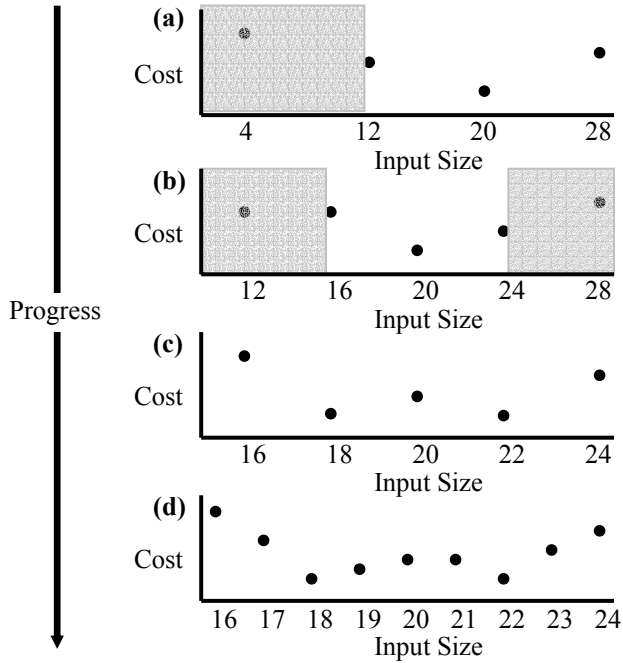 (a)
Cost
4 12 20 28
Input Size
(b)
Cost
12 16 20 24 28
Input Size
Progress
(c)
Cost
16 18 20 22 24
Input Size
(d)
Cost
16 17 18 19 20 21 22 23 24
Input Size